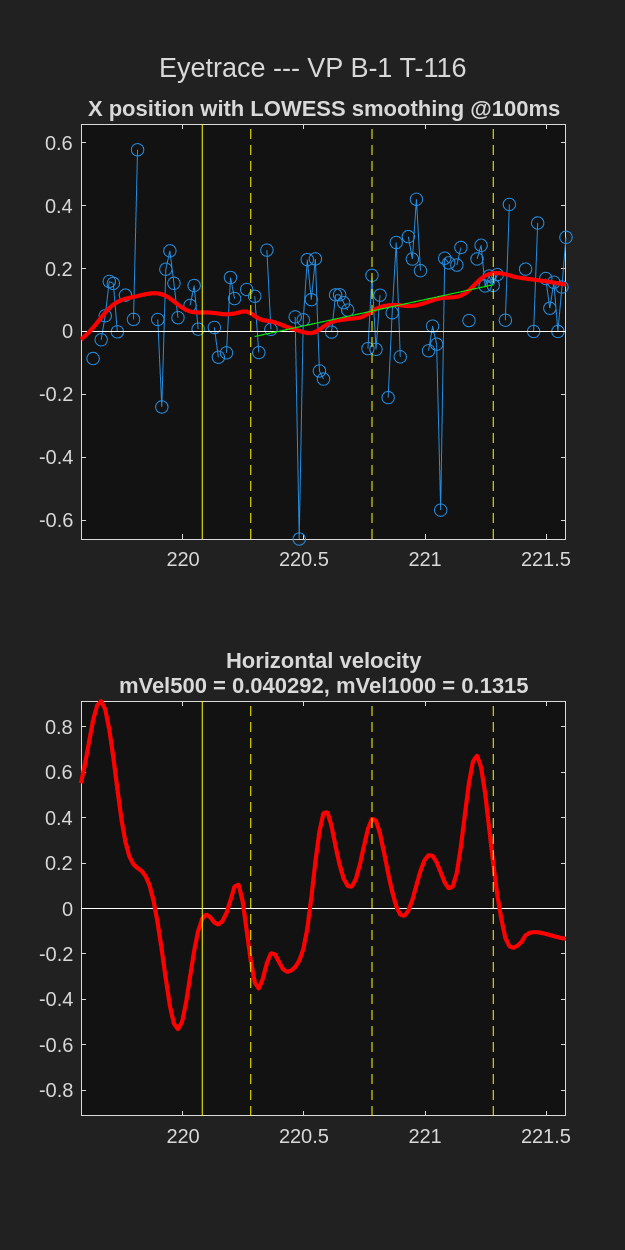 Eyetrace --- VP B-1 T-116
X position with LOWESS smoothing @100ms
0.6
0.4
0.2
0
-0.2
-0.4
-0.6
220 220.5 221 221.5
Horizontal velocity
mVel500 = 0.040292, mVel1000 = 0.1315
0.8
0.6
0.4
0.2
0
-0.2
-0.4
-0.6
-0.8
220 220.5 221 221.5